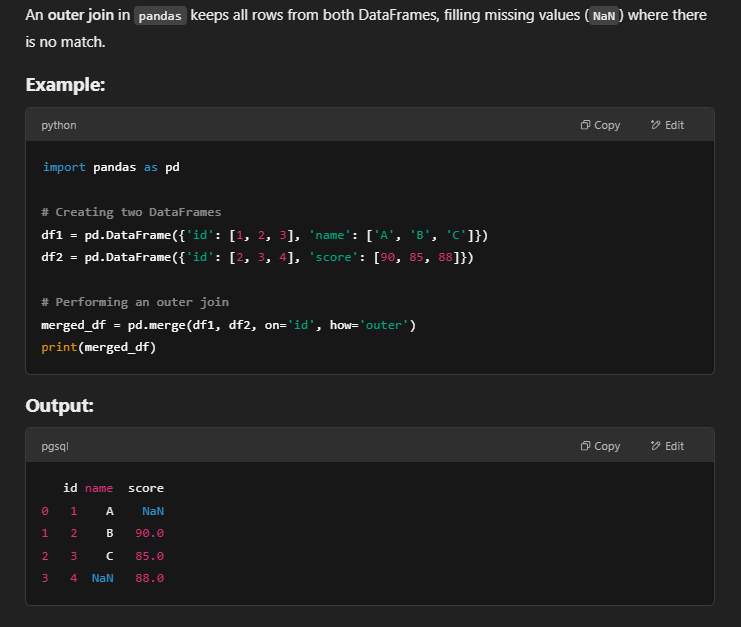 An outer join in pandas keeps all rows from both DataFrames, filling missing values (NaN) where there
is no match.
Example:
python Copy Edit
import pandas as pd
# Creating two DataFrames
df1 = pd.DataFrame({'id': [1, 2, 3], 'name': ['A', 'B', 'C']})
df2 = pd.DataFrame({'id': [2, 3, 4], 'score': [90, 85, 88]})
# Performing an outer join
merged_df = pd.merge(df1, df2, on='id', how='outer')
print(merged_df)
Output:
pgsql Copy Edit
id name score
0 1 A NaN
1 2 B 90.0
2 3 C 85.0
3 4 NaN 88.0